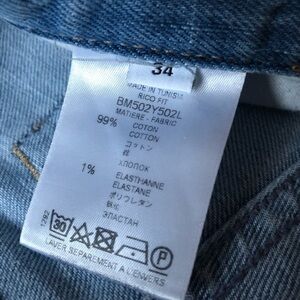 34
MADE IN TUNISIA
RICO FIT
BM502Y502L
MATIERE - FABRIC
99% COTON
COTTON
コットン
棉
ХЛОПОК
1% ELASTHANNE
ELASTANE
ポリウレタン
ЭЛАСТАН
30
P
LAVER SEPAREMENT A L'ENVERS